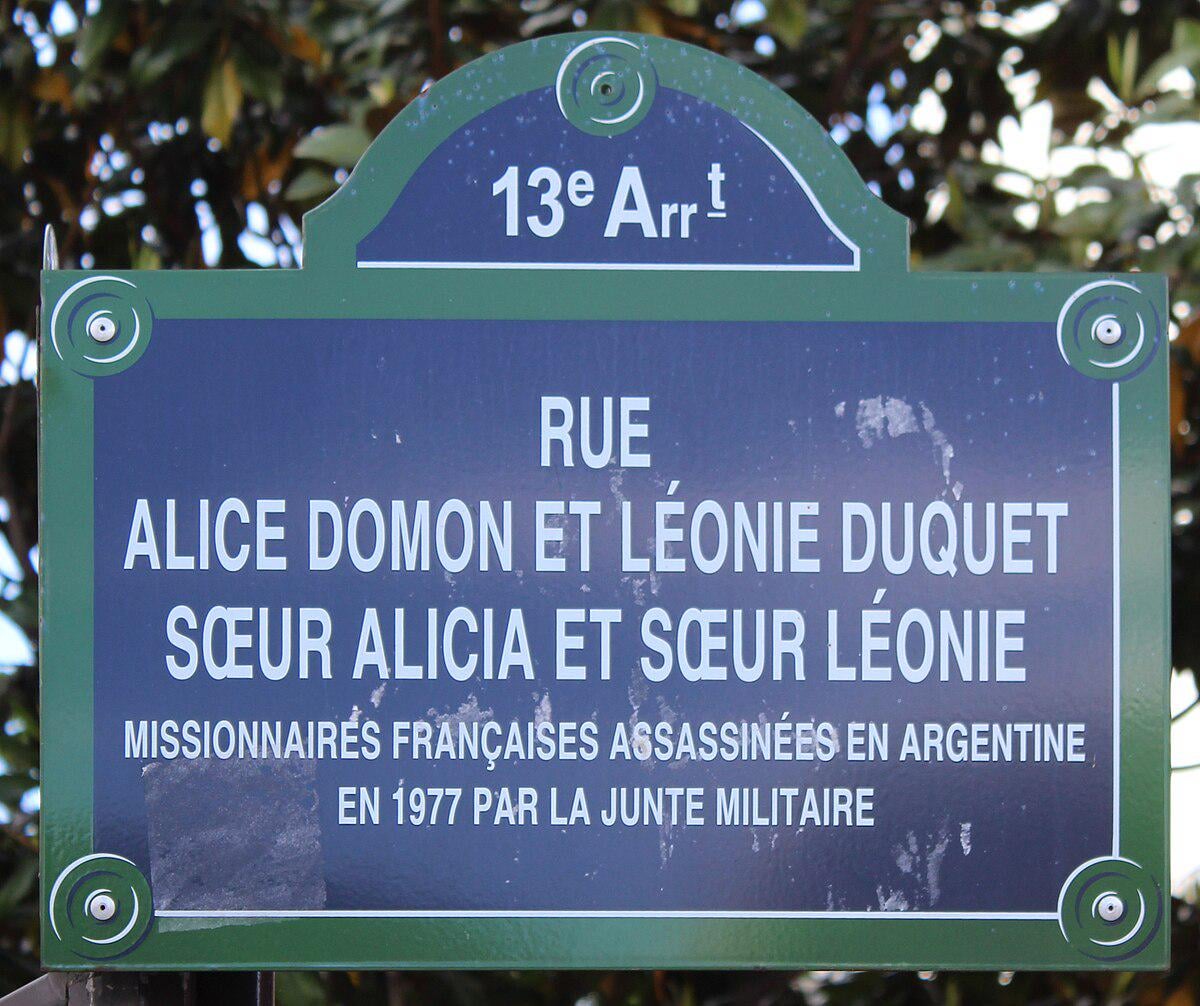 13e Arrt
RUE
ALICE DOMON ET LÉONIE DUQUET
SŒUR ALICIA ET SŒUR LÉONIE
MISSIONNAIRES FRANÇAISES ASSASSINÉES EN ARGENTINE
EN 1977 PAR LA JUNTE MILITAIRE